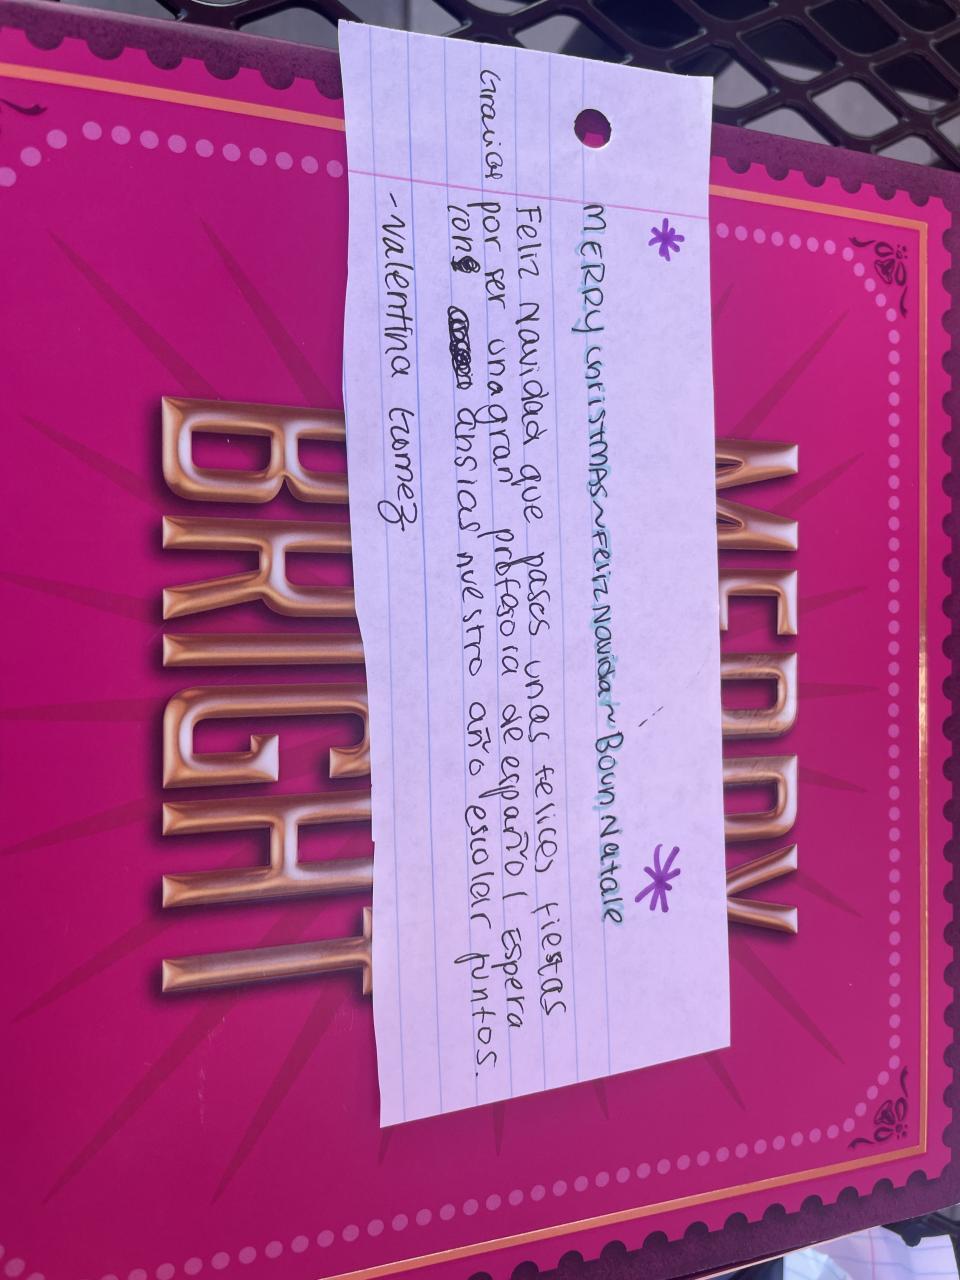 MERRY
MERRY christMAS~Feliz Navidad~Boun Natale
Feliz Navidad que pases unas felices fiestas
Gracias por ser una gran profesora de español Espera
con ansias nuestro año escolar juntos.
-Valentina Gomez
BRIGHT